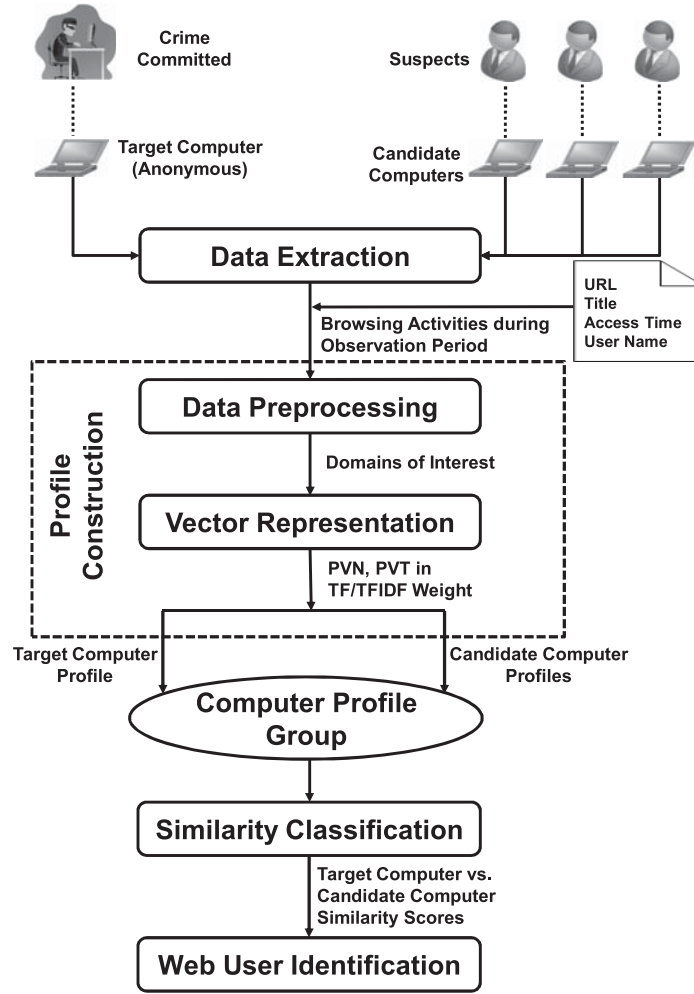 Crime
Committed
Suspects
Target Computer
(Anonymous)
Candidate
Computers
Data Extraction
URL
Title
Access Time
User Name
Browsing Activities during
Observation Period
Profile
Construction
Data Preprocessing
Domains of Interest
Vector Representation
PVN, PVT in
TF/TFIDF Weight
Target Computer
Profile
Candidate Computer
Profiles
Computer Profile
Group
Similarity Classification
Target Computer vs.
Candidate Computer
Similarity Scores
Web User Identification